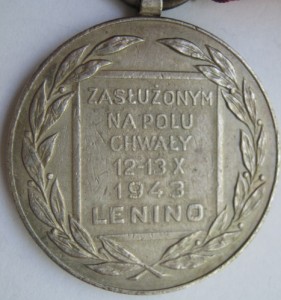 ZASŁUŻONYM
NA POLU
CHWAŁY
12-13 X
1943
LENINO